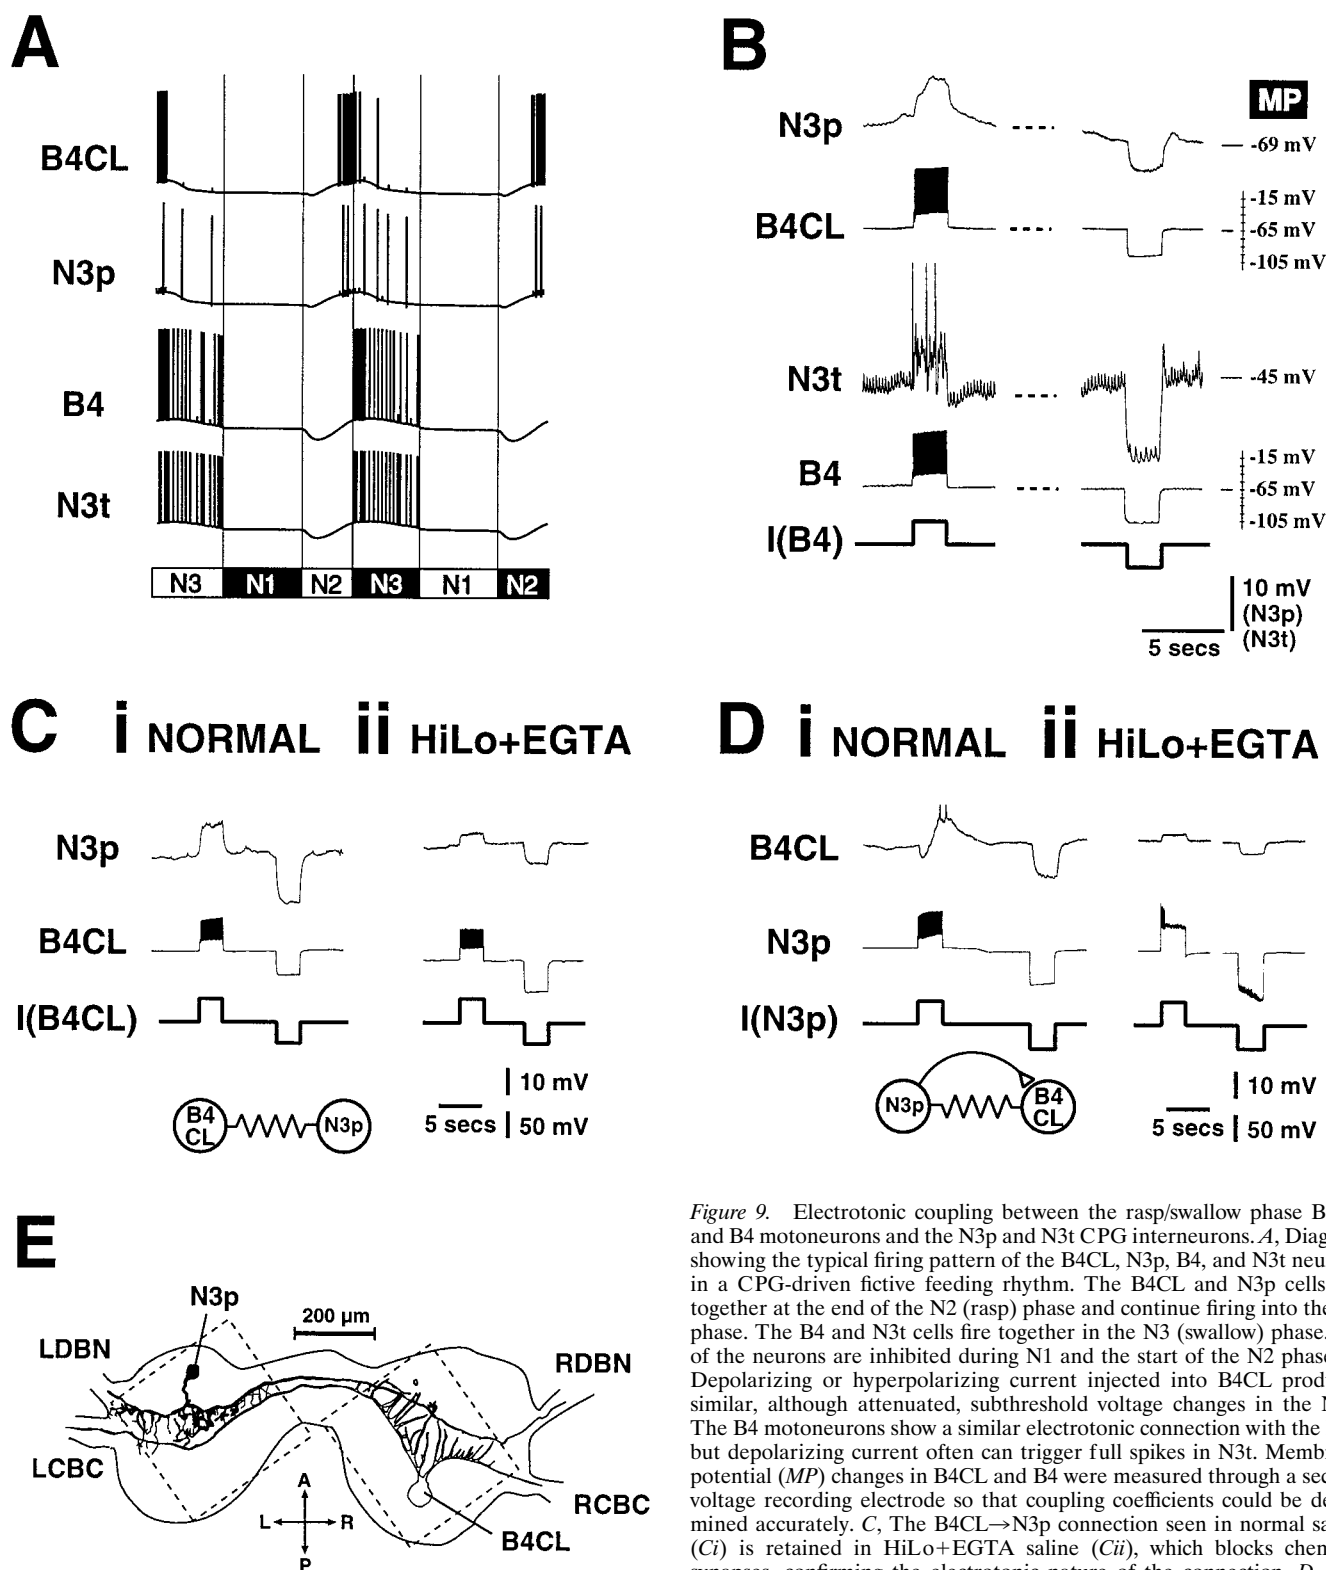 A
B4CL
N3p
B4
N3t
N3 N1 N2 N3 N1 N2
B
MP
N3p
-69 mV
B4CL
-15 mV
-65 mV
-105 mV
N3t
-45 mV
B4
-15 mV
-65 mV
-105 mV
I(B4)
10 mV
(N3p)
(N3t)
5 secs
C i NORMAL ii HiLo+EGTA
N3p
B4CL
I(B4CL)
B4
CL
N3p
10 mV
5 secs 50 mV
D i NORMAL ii HiLo+EGTA
B4CL
N3p
I(N3p)
N3p
B4
CL
10 mV
5 secs 50 mV
E
N3p
200 µm
LDBN
RDBN
LCBC
RCBC
A
L R
P
B4CL
Figure 9. Electrotonic coupling between the rasp/swallow phase B
and B4 motoneurons and the N3p and N3t CPG interneurons. A, Diag
showing the typical firing pattern of the B4CL, N3p, B4, and N3t neu
in a CPG-driven fictive feeding rhythm. The B4CL and N3p cells
together at the end of the N2 (rasp) phase and continue firing into the
phase. The B4 and N3t cells fire together in the N3 (swallow) phase.
of the neurons are inhibited during N1 and the start of the N2 phase
Depolarizing or hyperpolarizing current injected into B4CL produ
similar, although attenuated, subthreshold voltage changes in the N
The B4 motoneurons show a similar electrotonic connection with the
but depolarizing current often can trigger full spikes in N3t. Membr
potential (MP) changes in B4CL and B4 were measured through a sec
voltage recording electrode so that coupling coefficients could be de
mined accurately. C, The B4CL→N3p connection seen in normal sa
(Ci) is retained in HiLo+EGTA saline (Cii), which blocks chem
synapses, confirming the electrotonic nature of the connection. D